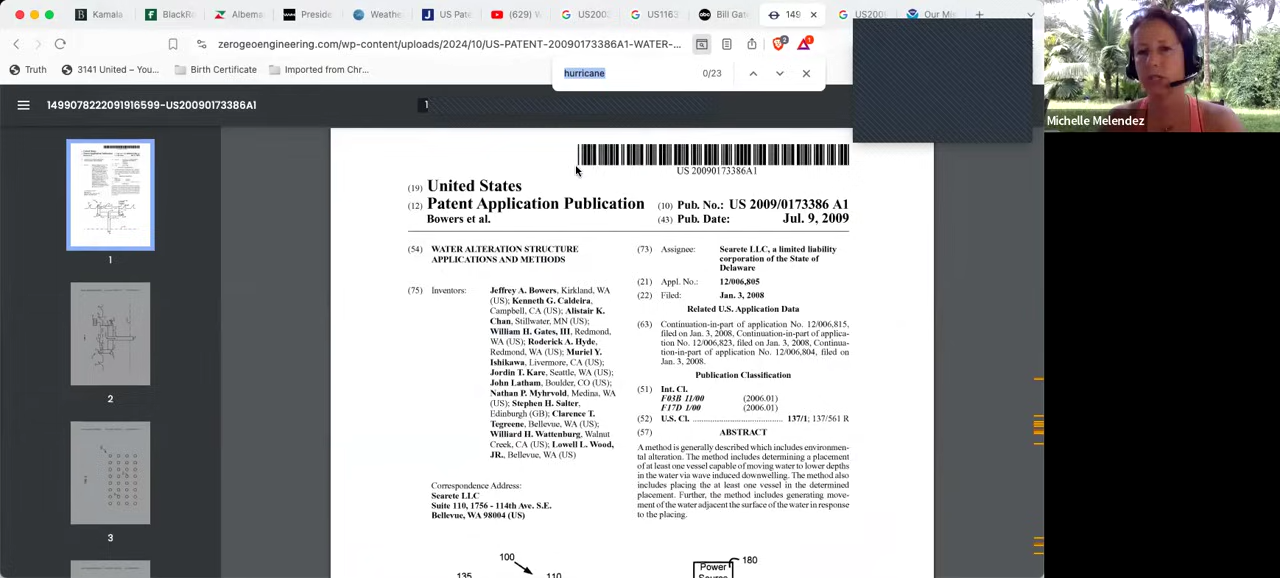 Kamala
BlackRo
Albema
Preside
Weathe
US Pate
(629) W
US2003
US1163
Bill Gat
149
US2009
Our Mis
zerogeoengineering.com/wp-content/uploads/2024/10/US-PATENT-20090173386A1-WATER-...
2
1
Truth
3141 United – You...
Birth Certificate
Imported from Chr...
hurricane
0/23
Michelle Melendez
1499078222091916599-US20090173386A1
1
1
2
3
US 20090173386A1
(19) United States
(12) Patent Application Publication
Bowers et al.
(10) Pub. No.: US 2009/0173386 A1
(43) Pub. Date: Jul. 9, 2009
(54) WATER ALTERATION STRUCTURE
APPLICATIONS AND METHODS
(75) Inventors: Jeffrey A. Bowers, Kirkland, WA
(US); Kenneth G. Caldeira,
Campbell, CA (US); Alistair K.
Chan, Stillwater, MN (US);
William H. Gates, III, Redmond,
WA (US); Roderick A. Hyde,
Redmond, WA (US); Muriel Y.
Ishikawa, Livermore, CA (US);
Jordin T. Kare, Seattle, WA (US);
John Latham, Boulder, CO (US);
Nathan P. Myhrvold, Medina, WA
(US); Stephen H. Salter,
Edinburgh (GB); Clarence T.
Tegreene, Bellevue, WA (US);
Williard H. Wattenburg, Walnut
Creek, CA (US); Lowell L. Wood,
JR., Bellevue, WA (US)
Correspondence Address:
Searete LLC
Suite 110, 1756 - 114th Ave. S.E.
Bellevue, WA 98004 (US)
(73) Assignee: Searete LLC, a limited liability
corporation of the State of
Delaware
(21) Appl. No.: 12/006,805
(22) Filed: Jan. 3, 2008
Related U.S. Application Data
(63) Continuation-in-part of application No. 12/006,815,
filed on Jan. 3, 2008, Continuation-in-part of applica-
tion No. 12/006,823, filed on Jan. 3, 2008, Continua-
tion-in-part of application No. 12/006,804, filed on
Jan. 3, 2008.
Publication Classification
(51) Int. Cl.
F03B 11/00 (2006.01)
F17D 1/00 (2006.01)
(52) U.S. Cl. ........................................ 137/1; 137/561 R
(57) ABSTRACT
A method is generally described which includes environmen-
tal alteration. The method includes determining a placement
of at least one vessel capable of moving water to lower depths
in the water via wave induced downwelling. The method also
includes placing the at least one vessel in the determined
placement. Further, the method includes generating move-
ment of the water adjacent the surface of the water in response
to the placing.
100
135
110
180
Power
Source